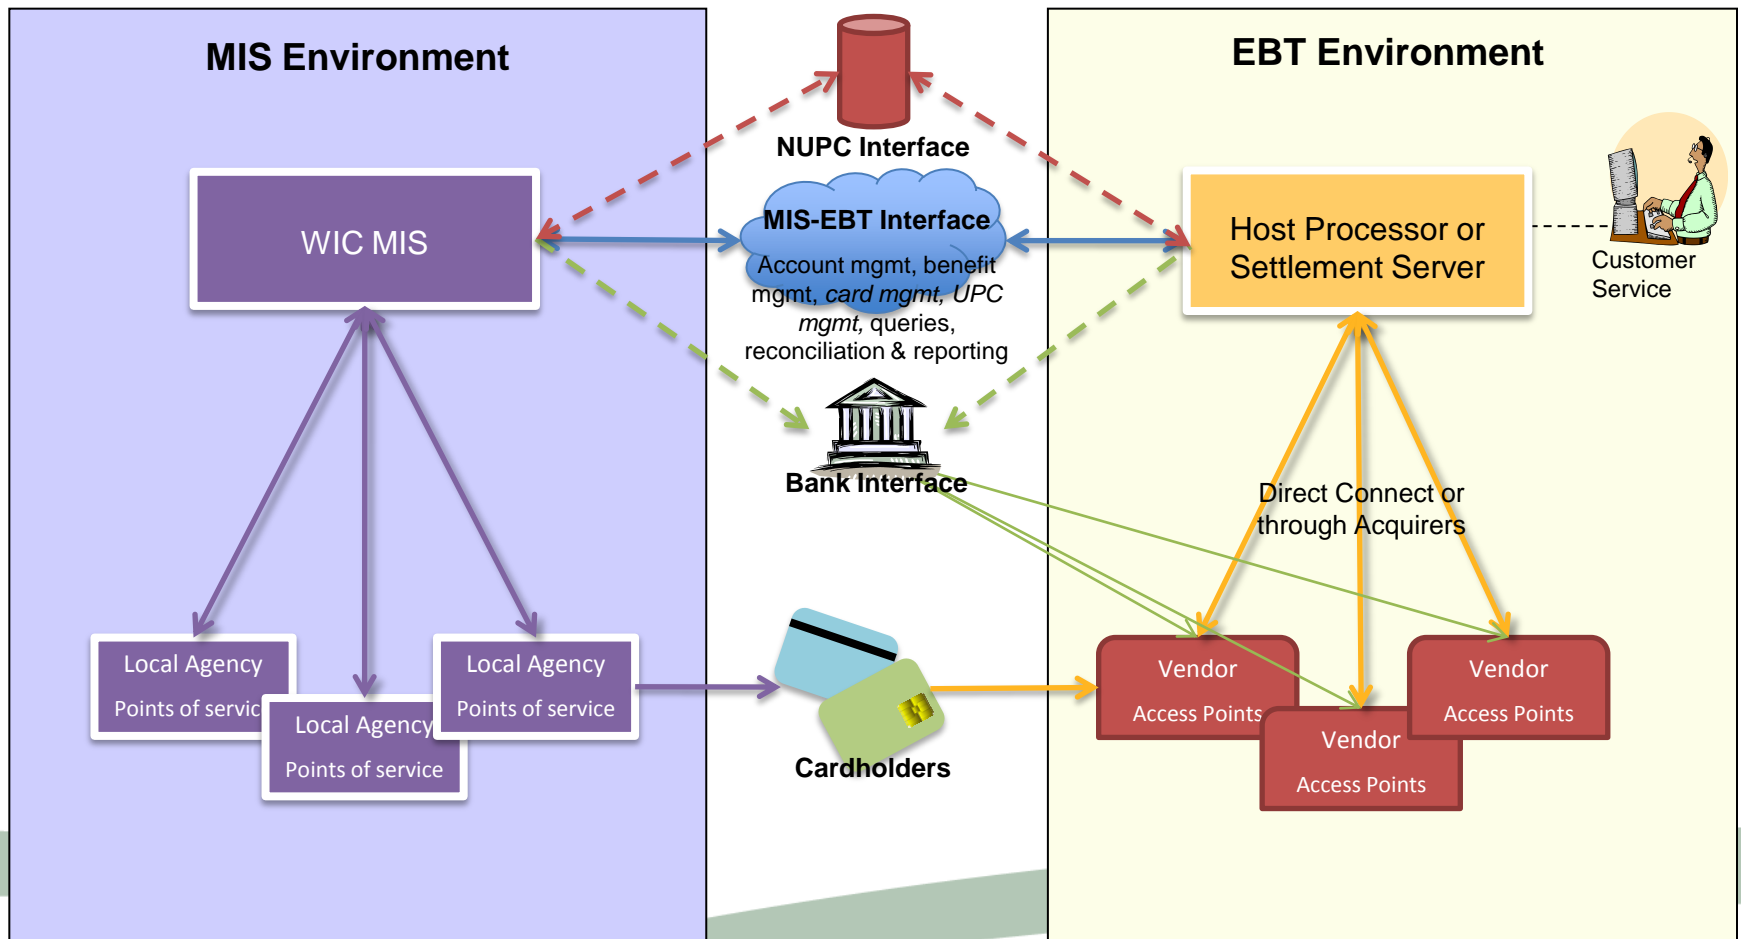 MIS Environment
EBT Environment
NUPC Interface
WIC MIS
MIS-EBT Interface
Account mgmt, benefit
mgmt, card mgmt, UPC
mgmt, queries,
reconciliation & reporting
Host Processor or
Settlement Server
Customer
Service
Bank Interface
Direct Connect or
through Acquirers
Local Agency
Points of service
Local Agency
Points of service
Local Agency
Points of service
Cardholders
Vendor
Access Points
Vendor
Access Points
Vendor
Access Points